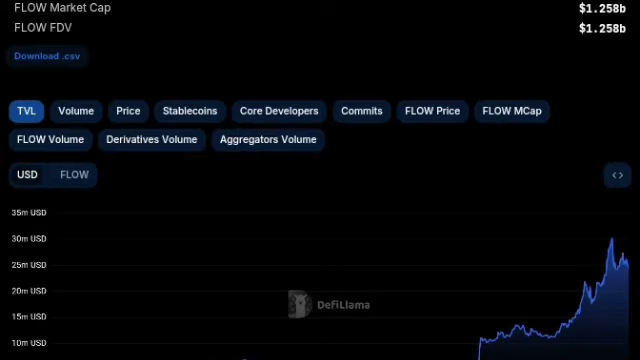 FLOW Market Cap $1.258b
FLOW FDV $1.258b
Download .csv
TVL Volume Price Stablecoins Core Developers Commits FLOW Price FLOW MCap
FLOW Volume Derivatives Volume Aggregators Volume
USD FLOW <>
35m USD
30m USD
25m USD
20m USD
DefiLlama
15m USD
10m USD